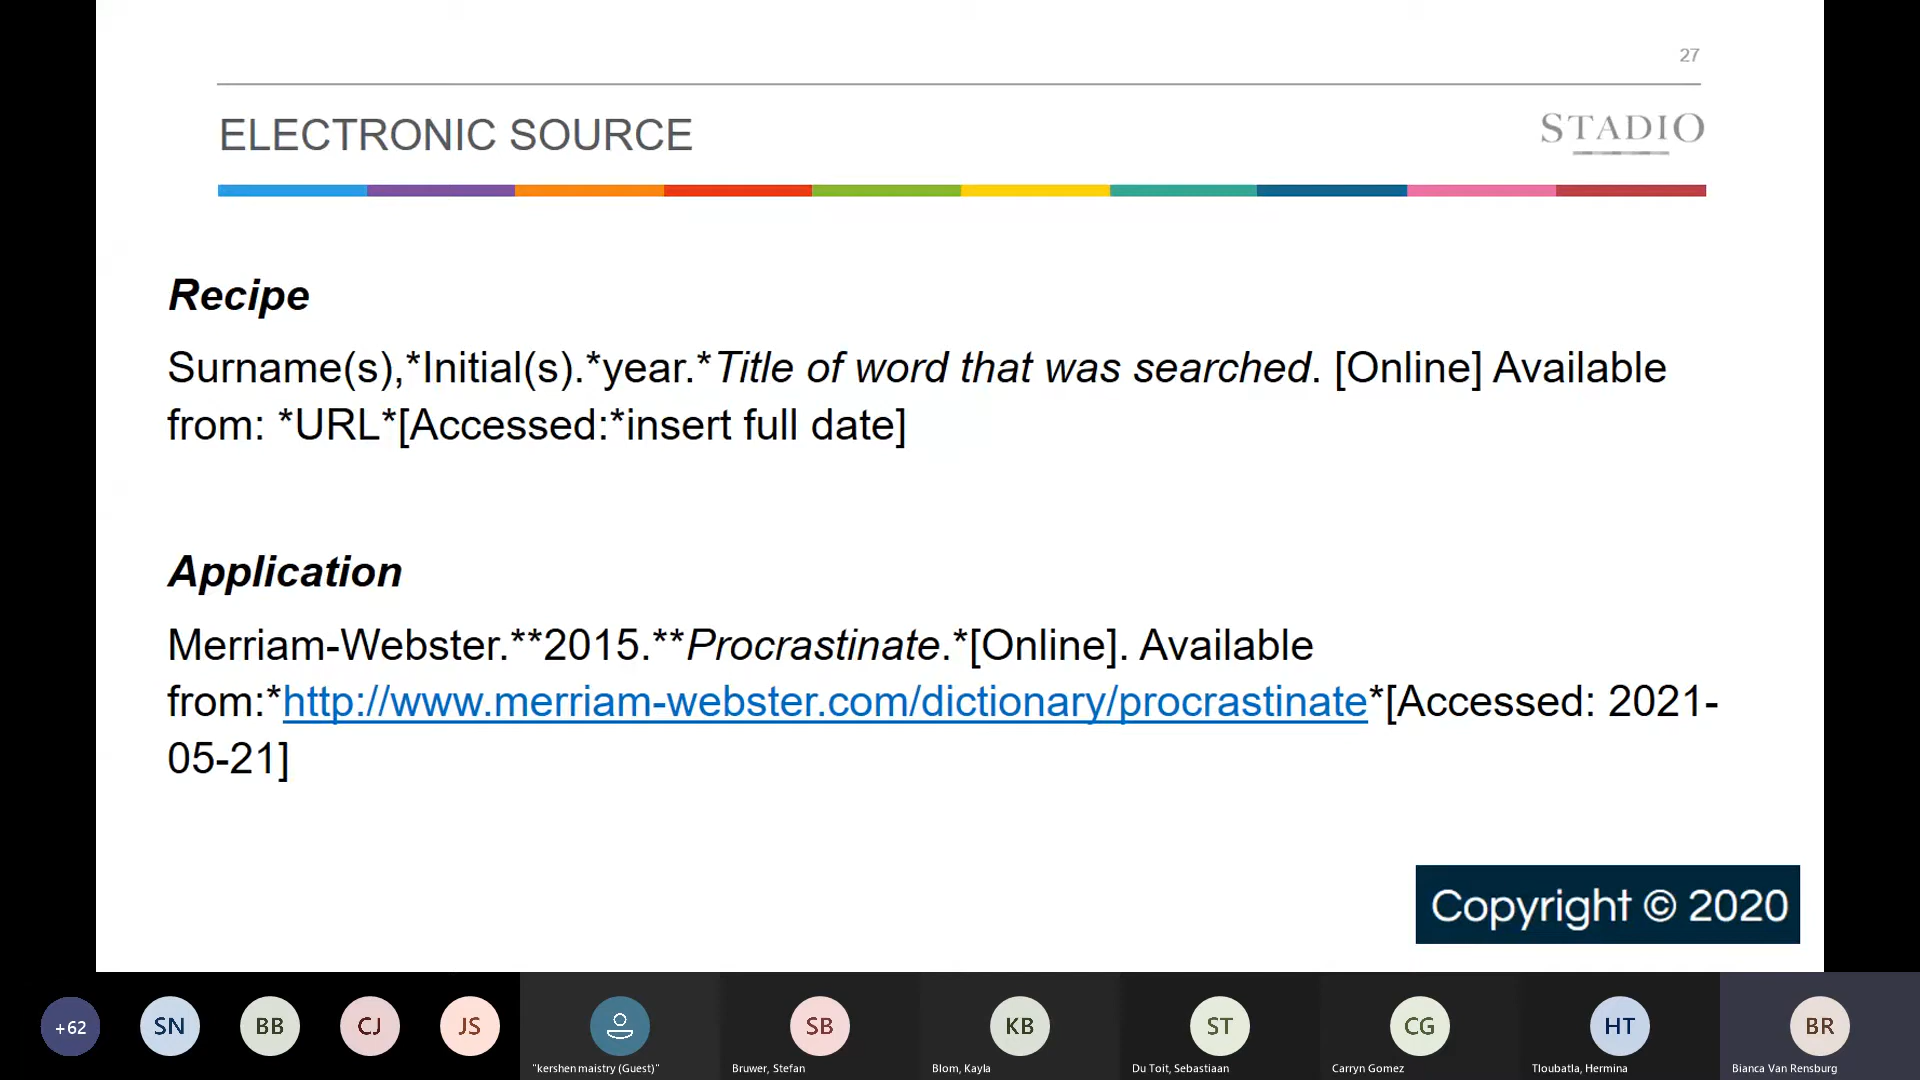 27
ELECTRONIC SOURCE
STADIO
Recipe
Surname(s),*Initial(s).*year.*Title of word that was searched. [Online] Available
from: *URL*[Accessed:*insert full date]
Application
Merriam-Webster.**2015.**Procrastinate.*[Online]. Available
from:*http://www.merriam-webster.com/dictionary/procrastinate*[Accessed: 2021-
05-21]
Copyright © 2020
+62 SN BB CJ JS SB KB ST CG HT BR
"kershen maistry (Guest)" Bruwer, Stefan Blom, Kayla Du Toit, Sebastiaan Carryn Gomez Tloubatla, Hermina Bianca Van Rensburg